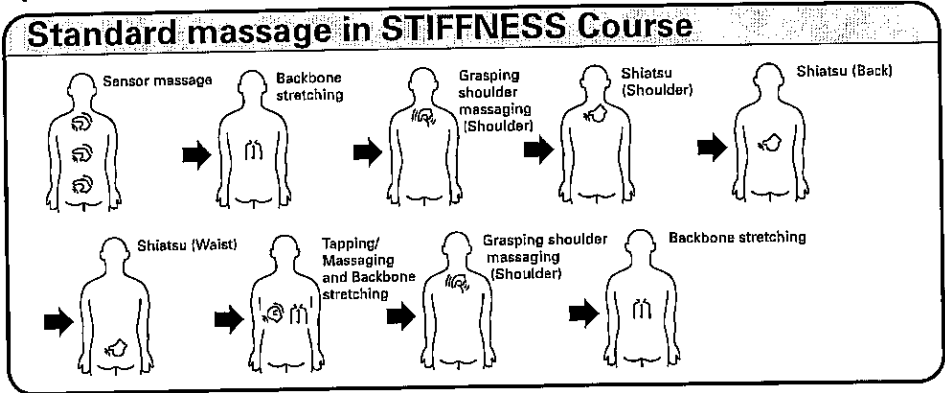 Standard massage in STIFFNESS Course
Sensor massage
Backbone
stretching
Grasping
shoulder
massaging
(Shoulder)
Shiatsu
(Shoulder)
Shiatsu (Back)
Shiatsu (Waist)
Tapping/
Massaging
and Backbone
stretching
Grasping shoulder
massaging
(Shoulder)
Backbone stretching